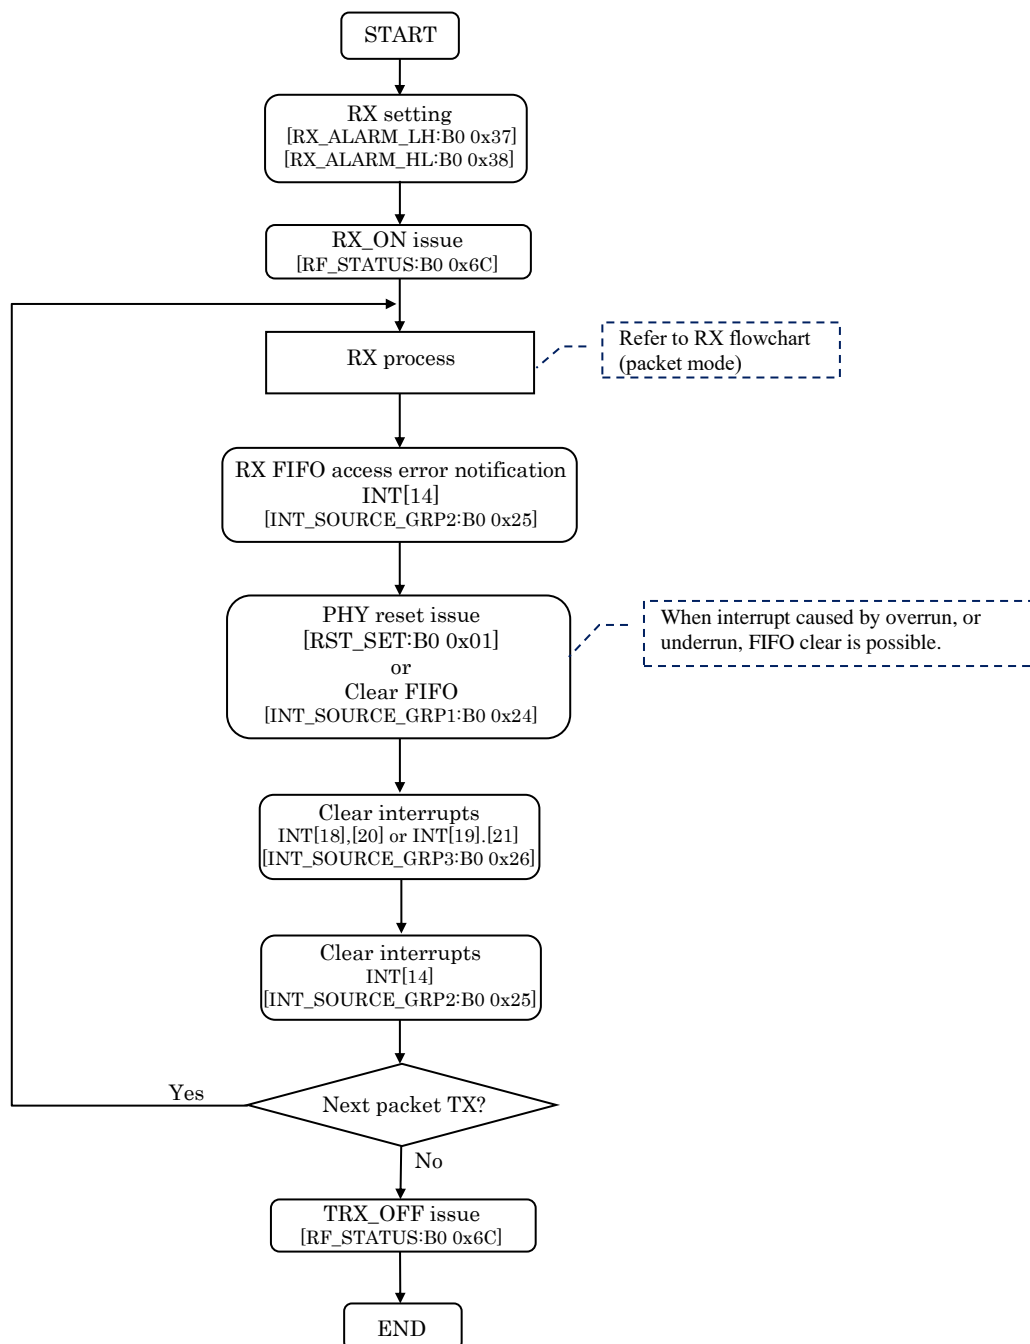 START
RX setting
[RX_ALARM_LH:B0 0x37]
[RX_ALARM_HL:B0 0x38]
RX_ON issue
[RF_STATUS:B0 0x6C]
RX process
Refer to RX flowchart
(packet mode)
RX FIFO access error notification
INT[14]
[INT_SOURCE_GRP2:B0 0x25]
PHY reset issue
[RST_SET:B0 0x01]
or
Clear FIFO
[INT_SOURCE_GRP1:B0 0x24]
When interrupt caused by overrun, or
underrun, FIFO clear is possible.
Clear interrupts
INT[18],[20] or INT[19].[21]
[INT_SOURCE_GRP3:B0 0x26]
Clear interrupts
INT[14]
[INT_SOURCE_GRP2:B0 0x25]
Yes
Next packet TX?
No
TRX_OFF issue
[RF_STATUS:B0 0x6C]
END